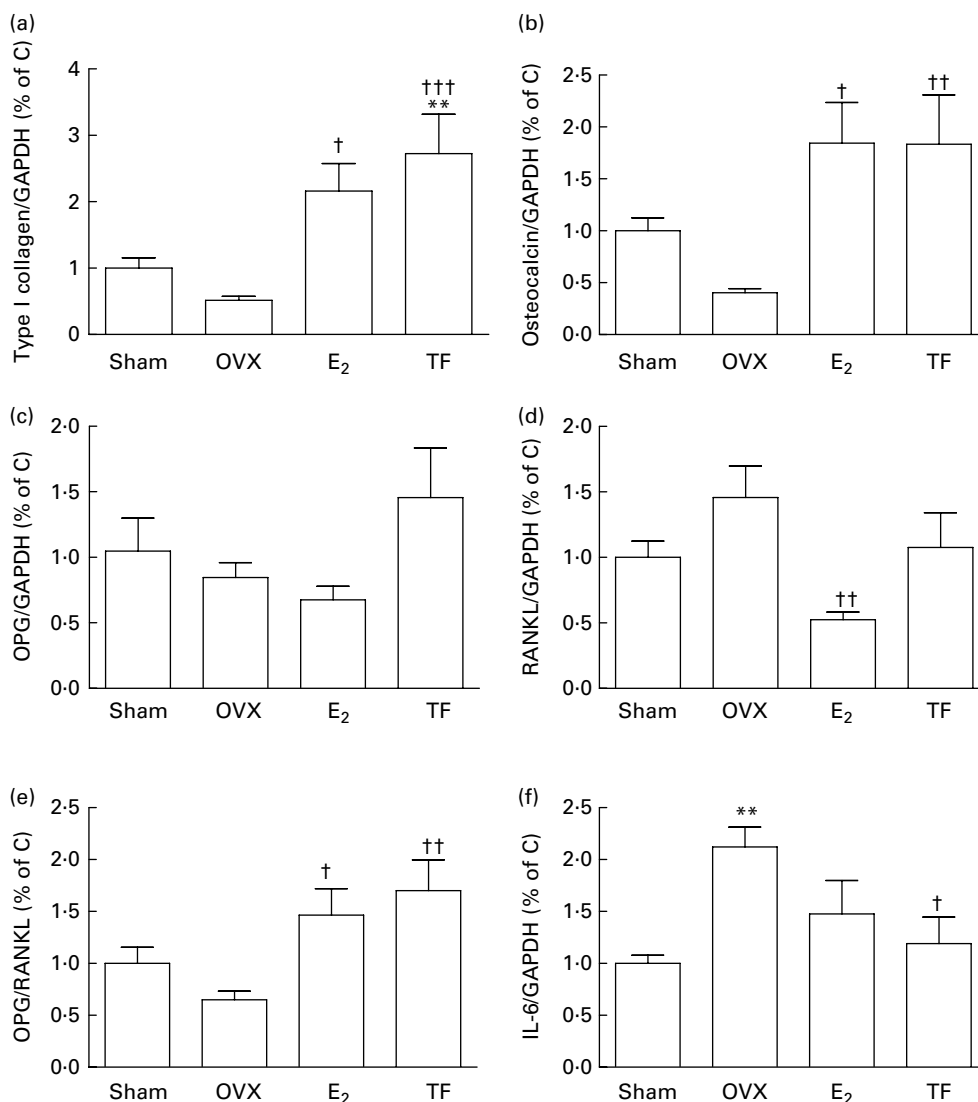 (a)
Type I collagen/GAPDH (% of C)
4
3
2
1
0
†
†††
**
Sham OVX E₂ TF
(b)
Osteocalcin/GAPDH (% of C)
2·5
2·0
1·5
1·0
0·5
0·0
†
††
Sham OVX E₂ TF
(c)
OPG/GAPDH (% of C)
2·0
1·5
1·0
0·5
0·0
Sham OVX E₂ TF
(d)
RANKL/GAPDH (% of C)
2·0
1·5
1·0
0·5
0·0
††
Sham OVX E₂ TF
(e)
OPG/RANKL (% of C)
2·5
2·0
1·5
1·0
0·5
0·0
†
††
Sham OVX E₂ TF
(f)
IL-6/GAPDH (% of C)
2·5
2·0
1·5
1·0
0·5
0·0
**
†
Sham OVX E₂ TF